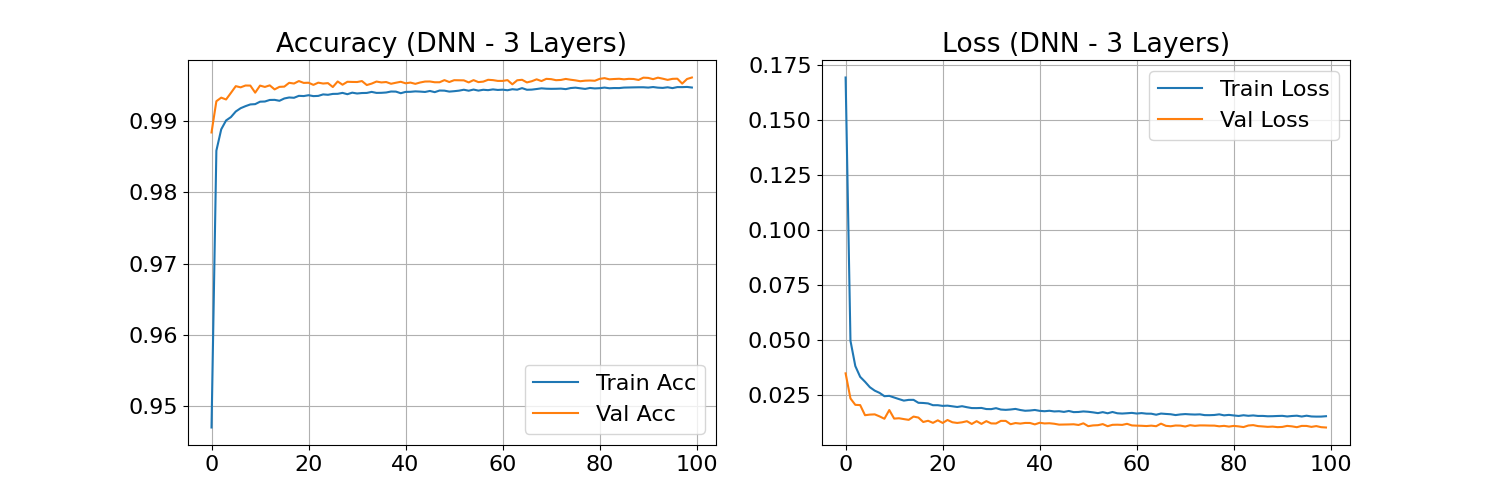 Accuracy (DNN - 3 Layers)
0.99
0.98
0.97
0.96
0.95
Train Acc
Val Acc
0 20 40 60 80 100
Loss (DNN - 3 Layers)
0.175
0.150
0.125
0.100
0.075
0.050
0.025
Train Loss
Val Loss
0 20 40 60 80 100